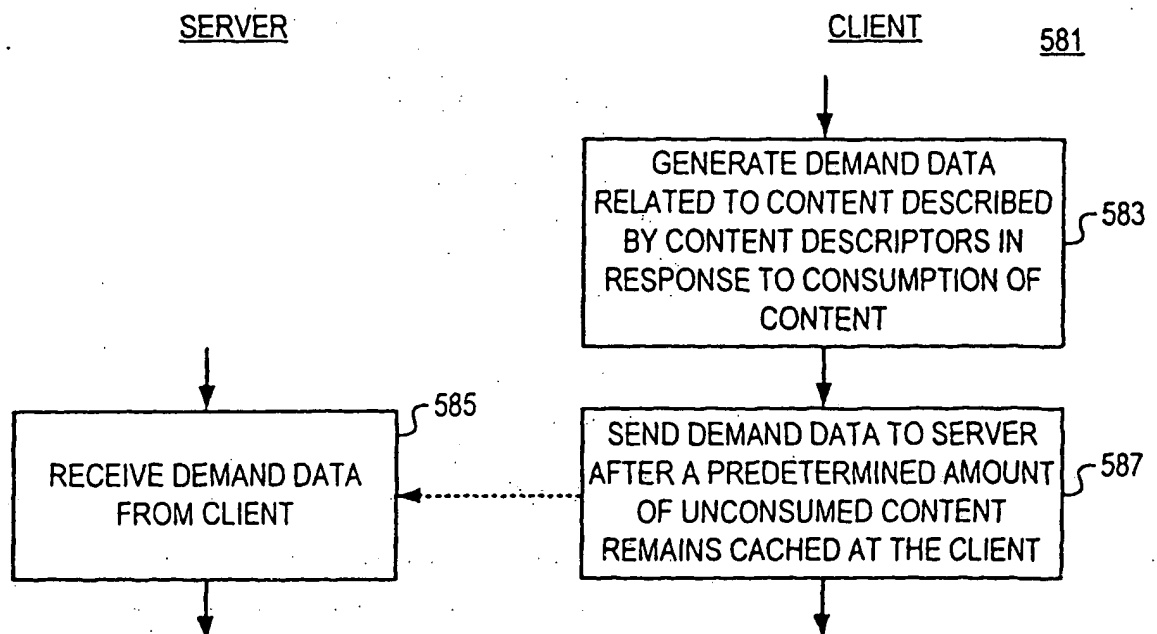 SERVER
CLIENT
581
GENERATE DEMAND DATA
RELATED TO CONTENT DESCRIBED
BY CONTENT DESCRIPTORS IN
RESPONSE TO CONSUMPTION OF
CONTENT
583
585
RECEIVE DEMAND DATA
FROM CLIENT
SEND DEMAND DATA TO SERVER
AFTER A PREDETERMINED AMOUNT
OF UNCONSUMED CONTENT
REMAINS CACHED AT THE CLIENT
587